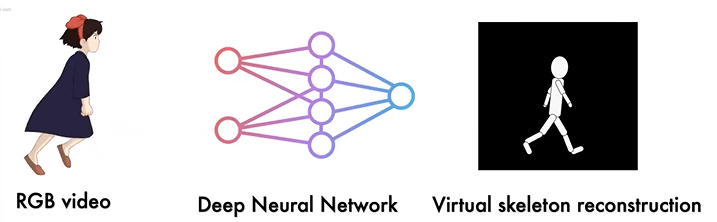 RGB video
Deep Neural Network
Virtual skeleton reconstruction